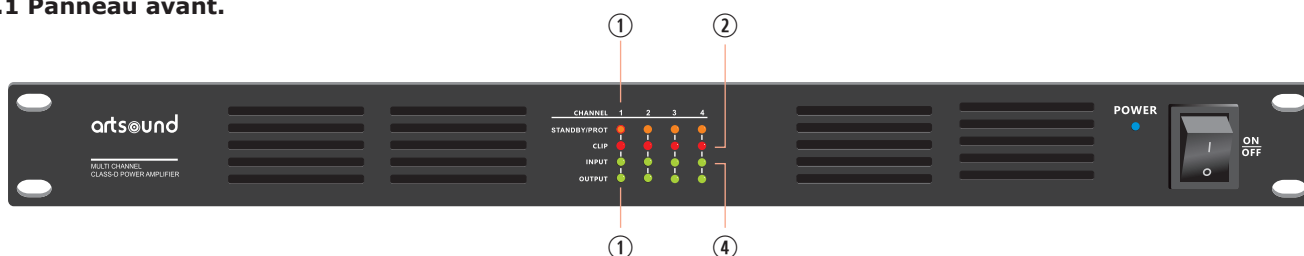 .1 Panneau avant.
① ②
artsound
MULTI CHANNEL
CLASS-D POWER AMPLIFIER
CHANNEL 1 2 3 4
STANDBY/PROT
CLIP
INPUT
OUTPUT
POWER
ON
OFF
① ④